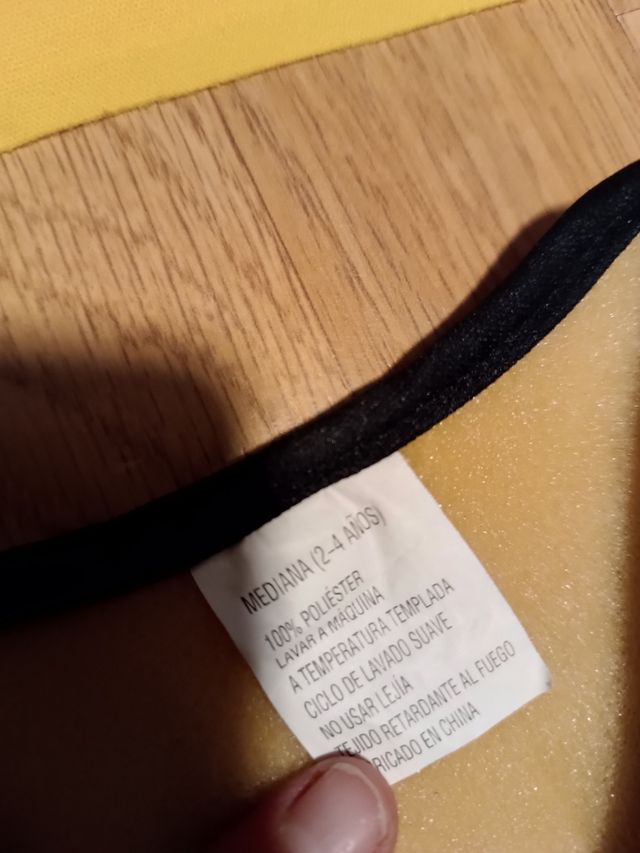 MEDIANA (2-4 AÑOS)
100% POLIÉSTER
LAVAR A MÁQUINA
A TEMPERATURA TEMPLADA
CICLO DE LAVADO SUAVE
NO USAR LEJÍA
TEJIDO RETARDANTE AL FUEGO
RICADO EN CHINA